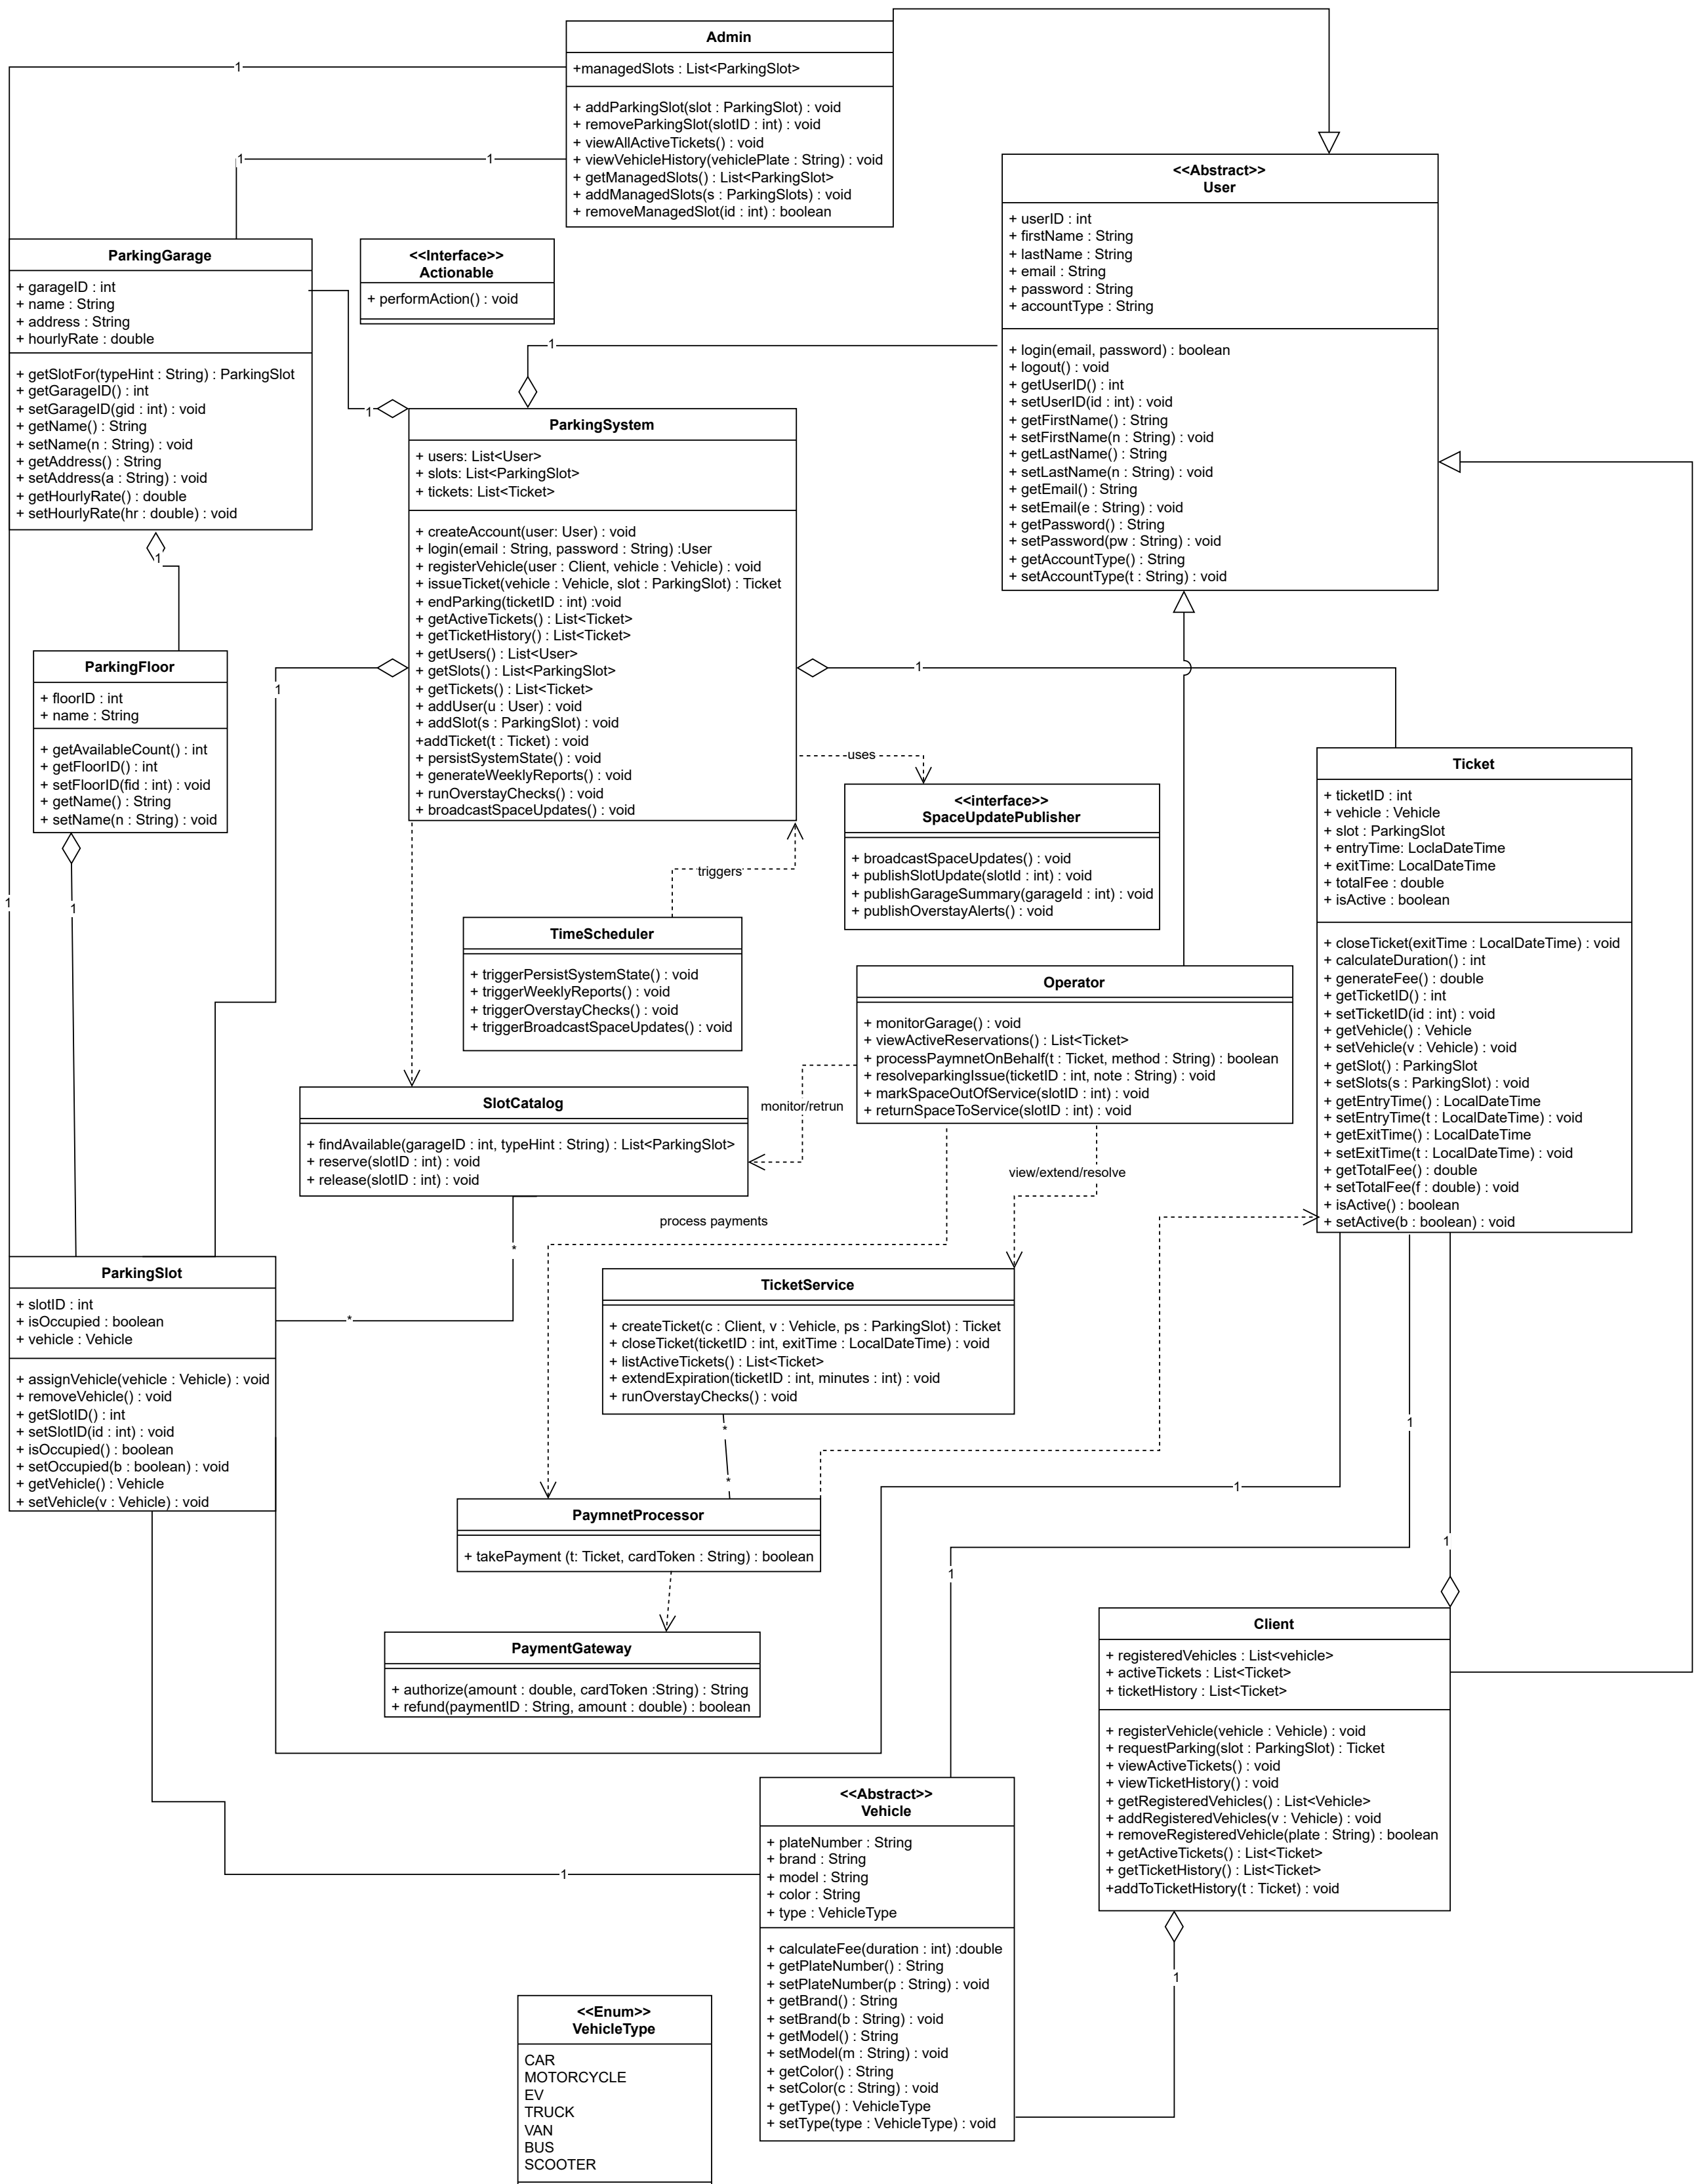 Admin
+managedSlots : List<ParkingSlot>
+ addParkingSlot(slot : ParkingSlot) : void
+ removeParkingSlot(slotID : int) : void
+ viewAllActiveTickets() : void
+ viewVehicleHistory(vehiclePlate : String) : void
+ getManagedSlots() : List<ParkingSlot>
+ addManagedSlots(s : ParkingSlots) : void
+ removeManagedSlot(id : int) : boolean
1
1
1
<<Abstract>>
User
+ userID : int
+ firstName : String
+ lastName : String
+ email : String
+ password : String
+ accountType : String
+ login(email, password) : boolean
+ logout() : void
+ getUserID() : int
+ setUserID(id : int) : void
+ getFirstName() : String
+ setFirstName(n : String) : void
+ getLastName() : String
+ setLastName(n : String) : void
+ getEmail() : String
+ setEmail(e : String) : void
+ getPassword() : String
+ setPassword(pw : String) : void
+ getAccountType() : String
+ setAccountType(t : String) : void
ParkingGarage
+ garageID : int
+ name : String
+ address : String
+ hourlyRate : double
+ getSlotFor(typeHint : String) : ParkingSlot
+ getGarageID() : int
+ setGarageID(gid : int) : void
+ getName() : String
+ setName(n : String) : void
+ getAddress() : String
+ setAddress(a : String) : void
+ getHourlyRate() : double
+ setHourlyRate(hr : double) : void
<<Interface>>
Actionable
+ performAction() : void
1
1
ParkingSystem
+ users: List<User>
+ slots: List<ParkingSlot>
+ tickets: List<Ticket>
+ createAccount(user: User) : void
+ login(email : String, password : String) :User
+ registerVehicle(user : Client, vehicle : Vehicle) : void
+ issueTicket(vehicle : Vehicle, slot : ParkingSlot) : Ticket
+ endParking(ticketID : int) :void
+ getActiveTickets() : List<Ticket>
+ getTicketHistory() : List<Ticket>
+ getUsers() : List<User>
+ getSlots() : List<ParkingSlot>
+ getTickets() : List<Ticket>
+ addUser(u : User) : void
+ addSlot(s : ParkingSlot) : void
+addTicket(t : Ticket) : void
+ persistSystemState() : void
+ generateWeeklyReports() : void
+ runOverstayChecks() : void
+ broadcastSpaceUpdates() : void
1
ParkingFloor
+ floorID : int
+ name : String
+ getAvailableCount() : int
+ getFloorID() : int
+ setFloorID(fid : int) : void
+ getName() : String
+ setName(n : String) : void
1
1
uses
<<interface>>
SpaceUpdatePublisher
+ broadcastSpaceUpdates() : void
+ publishSlotUpdate(slotId : int) : void
+ publishGarageSummary(garageId : int) : void
+ publishOverstayAlerts() : void
Ticket
+ ticketID : int
+ vehicle : Vehicle
+ slot : ParkingSlot
+ entryTime: LoclaDateTime
+ exitTime: LocalDateTime
+ totalFee : double
+ isActive : boolean
+ closeTicket(exitTime : LocalDateTime) : void
+ calculateDuration() : int
+ generateFee() : double
+ getTicketID() : int
+ setTicketID(id : int) : void
+ getVehicle() : Vehicle
+ setVehicle(v : Vehicle) : void
+ getSlot() : ParkingSlot
+ setSlots(s : ParkingSlot) : void
+ getEntryTime() : LocalDateTime
+ setEntryTime(t : LocalDateTime) : void
+ getExitTime() : LocalDateTime
+ setExitTime(t : LocalDateTime) : void
+ getTotalFee() : double
+ setTotalFee(f : double) : void
+ isActive() : boolean
+ setActive(b : boolean) : void
1
1
triggers
TimeScheduler
+ triggerPersistSystemState() : void
+ triggerWeeklyReports() : void
+ triggerOverstayChecks() : void
+ triggerBroadcastSpaceUpdates() : void
Operator
+ monitorGarage() : void
+ viewActiveReservations() : List<Ticket>
+ processPaymnetOnBehalf(t : Ticket, method : String) : boolean
+ resolveparkingIssue(ticketID : int, note : String) : void
+ markSpaceOutOfService(slotID : int) : void
+ returnSpaceToService(slotID : int) : void
SlotCatalog
+ findAvailable(garageID : int, typeHint : String) : List<ParkingSlot>
+ reserve(slotID : int) : void
+ release(slotID : int) : void
monitor/retrun
view/extend/resolve
process payments
*
*
ParkingSlot
+ slotID : int
+ isOccupied : boolean
+ vehicle : Vehicle
+ assignVehicle(vehicle : Vehicle) : void
+ removeVehicle() : void
+ getSlotID() : int
+ setSlotID(id : int) : void
+ isOccupied() : boolean
+ setOccupied(b : boolean) : void
+ getVehicle() : Vehicle
+ setVehicle(v : Vehicle) : void
TicketService
+ createTicket(c : Client, v : Vehicle, ps : ParkingSlot) : Ticket
+ closeTicket(ticketID : int, exitTime : LocalDateTime) : void
+ listActiveTickets() : List<Ticket>
+ extendExpiration(ticketID : int, minutes : int) : void
+ runOverstayChecks() : void
*
*
1
1
PaymnetProcessor
+ takePayment (t: Ticket, cardToken : String) : boolean
1
1
PaymentGateway
+ authorize(amount : double, cardToken :String) : String
+ refund(paymentID : String, amount : double) : boolean
Client
+ registeredVehicles : List<vehicle>
+ activeTickets : List<Ticket>
+ ticketHistory : List<Ticket>
+ registerVehicle(vehicle : Vehicle) : void
+ requestParking(slot : ParkingSlot) : Ticket
+ viewActiveTickets() : void
+ viewTicketHistory() : void
+ getRegisteredVehicles() : List<Vehicle>
+ addRegisteredVehicles(v : Vehicle) : void
+ removeRegisteredVehicle(plate : String) : boolean
+ getActiveTickets() : List<Ticket>
+ getTicketHistory() : List<Ticket>
+addToTicketHistory(t : Ticket) : void
1
<<Abstract>>
Vehicle
+ plateNumber : String
+ brand : String
+ model : String
+ color : String
+ type : VehicleType
+ calculateFee(duration : int) :double
+ getPlateNumber() : String
+ setPlateNumber(p : String) : void
+ getBrand() : String
+ setBrand(b : String) : void
+ getModel() : String
+ setModel(m : String) : void
+ getColor() : String
+ setColor(c : String) : void
+ getType() : VehicleType
+ setType(type : VehicleType) : void
1
<<Enum>>
VehicleType
CAR
MOTORCYCLE
EV
TRUCK
VAN
BUS
SCOOTER